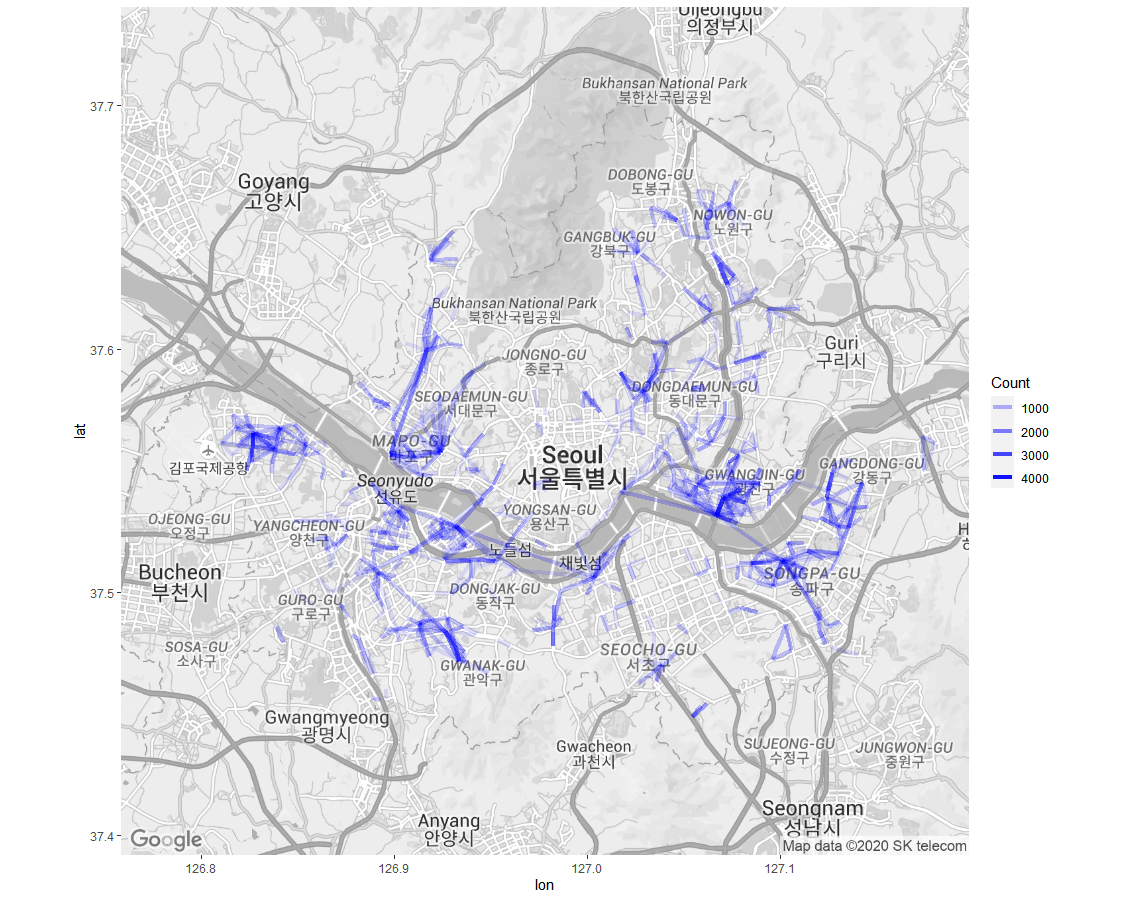 Uijeongbu
의정부시
Bukhansan National Park
북한산국립공원
37.7
DOBONG-GU
도봉구
Goyang
고양시
NOWON-GU
노원구
GANGBUK-GU
강북구
Bukhansan National Park
북한산국립공원
37.6
Guri
구리시
JONGNO-GU
종로구
DONGDAEMUN-GU
동대문구
SEODAEMUN-GU
서대문구
Count
1000
2000
3000
4000
lat
MAPO-GU
마포구
Seoul
서울특별시
김포국제공항
GWANGJIN-GU
광진구
GANGDONG-GU
강동구
Seonyudo
선유도
YONGSAN-GU
용산구
OJEONG-GU
오정구
YANGCHEON-GU
양천구
노들섬
채빛섬
Bucheon
부천시
SONGPA-GU
송파구
DONGJAK-GU
동작구
37.5
GURO-GU
구로구
SOSA-GU
소사구
SEOCHO-GU
서초구
GWANAK-GU
관악구
Gwangmyeong
광명시
Gwacheon
과천시
SUJEONG-GU
수정구
JUNGWON-GU
중원구
Seongnam
성남시
Anyang
안양시
37.4
Google
Map data ©2020 SK telecom
126.8
126.9
127.0
127.1
lon